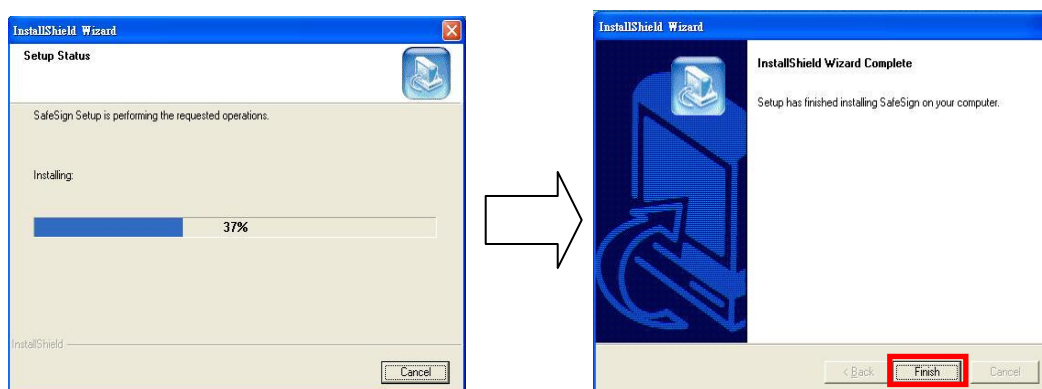 InstallShield Wizard
Setup Status
SafeSign Setup is performing the requested operations.
Installing:
37%
InstallShield
Cancel
InstallShield Wizard
InstallShield Wizard Complete
Setup has finished installing SafeSign on your computer.
< Back
Finish
Cancel